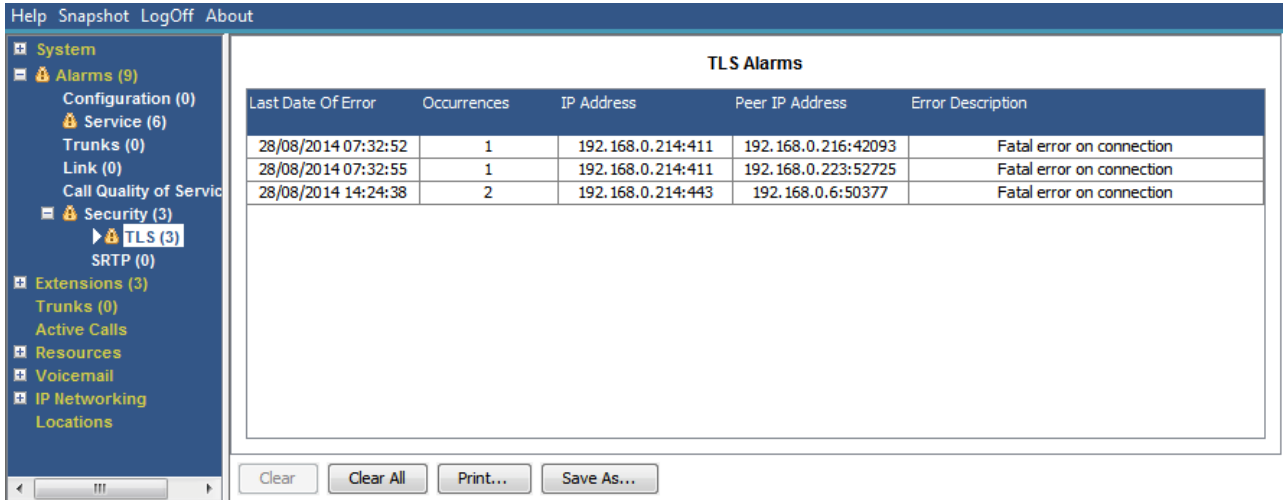 Help Snapshot LogOff About
System
Alarms (9)
Configuration (0)
Service (6)
Trunks (0)
Link (0)
Call Quality of Servic
Security (3)
TLS (3)
SRTP (0)
Extensions (3)
Trunks (0)
Active Calls
Resources
Voicemail
IP Networking
Locations
TLS Alarms
Last Date Of Error Occurrences IP Address Peer IP Address Error Description
28/08/2014 07:32:52 1 192.168.0.214:411 192.168.0.216:42093 Fatal error on connection
28/08/2014 07:32:55 1 192.168.0.214:411 192.168.0.223:52725 Fatal error on connection
28/08/2014 14:24:38 2 192.168.0.214:443 192.168.0.6:50377 Fatal error on connection
Clear Clear All Print... Save As...